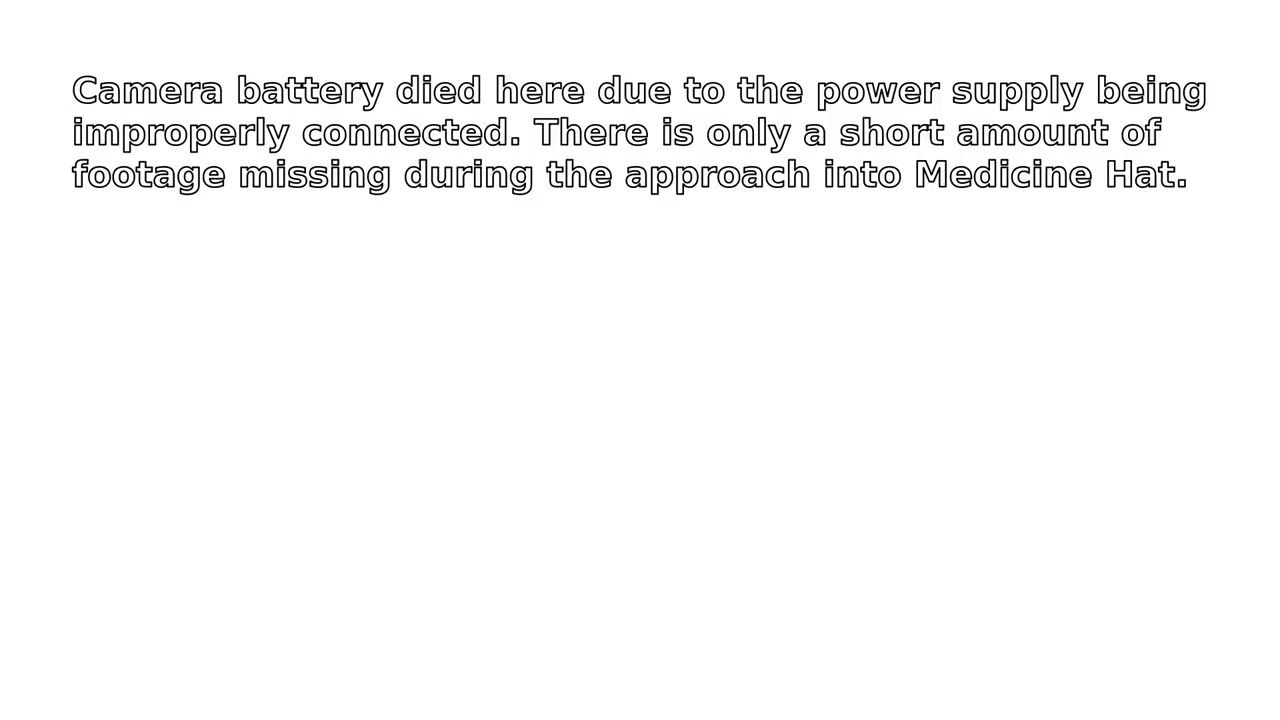 Camera battery died here due to the power supply being
improperly connected. There is only a short amount of
footage missing during the approach into Medicine Hat.